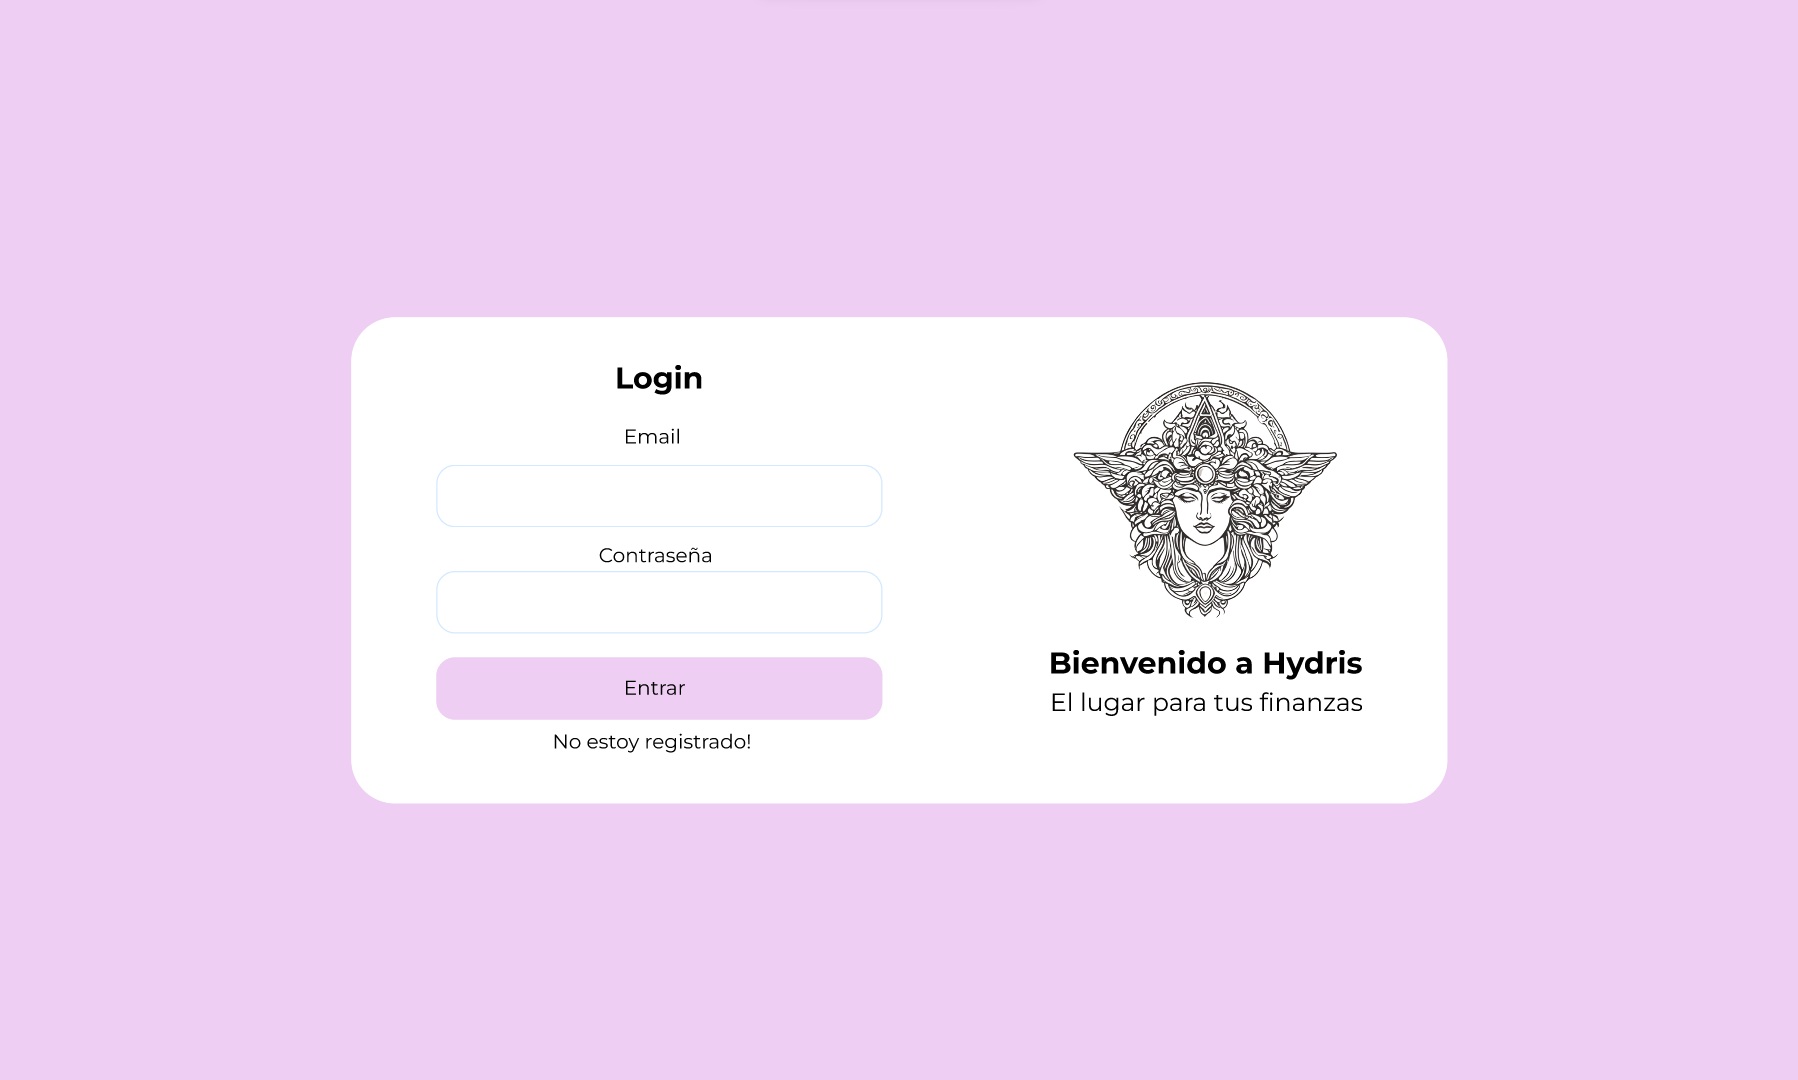 Login
Email
Contraseña
Entrar
No estoy registrado!
Bienvenido a Hydris
El lugar para tus finanzas